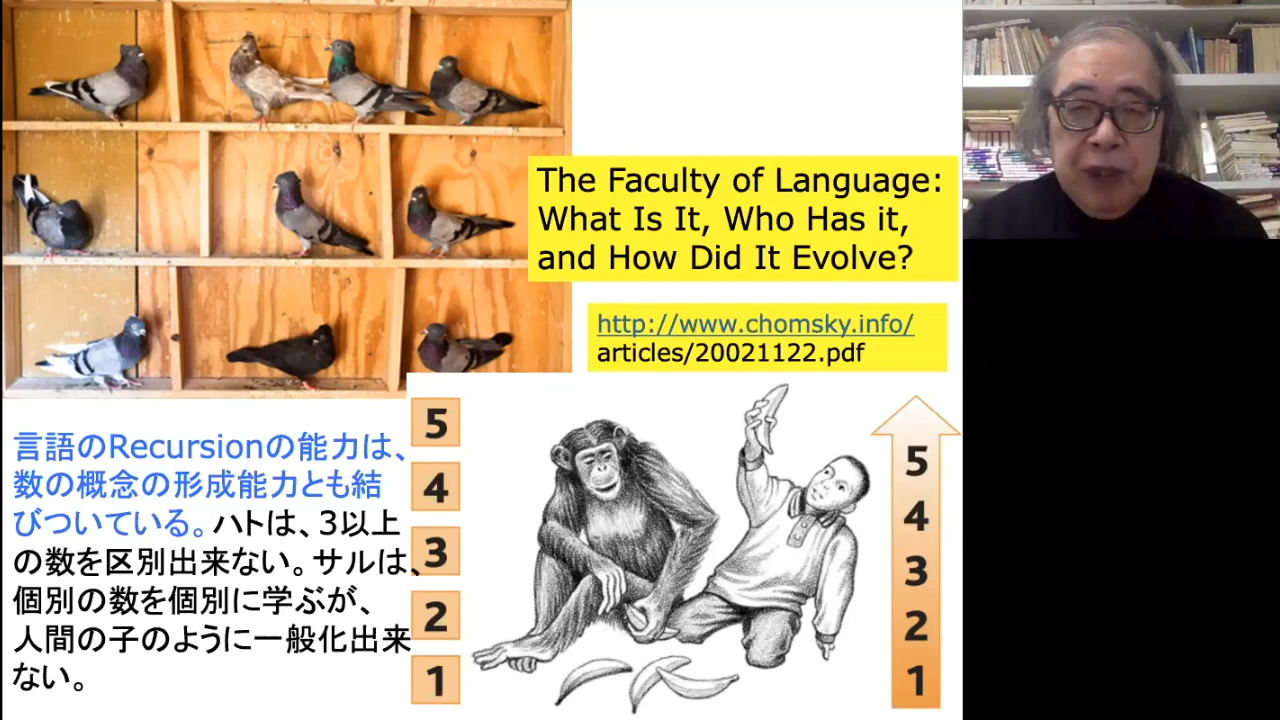 The Faculty of Language:
What Is It, Who Has it,
and How Did It Evolve?
http://www.chomsky.info/
articles/20021122.pdf
言語のRecursionの能力は、
数の概念の形成能力とも結
びついている。ハトは、3以上
の数を区別出来ない。サルは、
個別の数を個別に学ぶが、
人間の子のように一般化出来
ない。
5
4
3
2
1
5
4
3
2
1